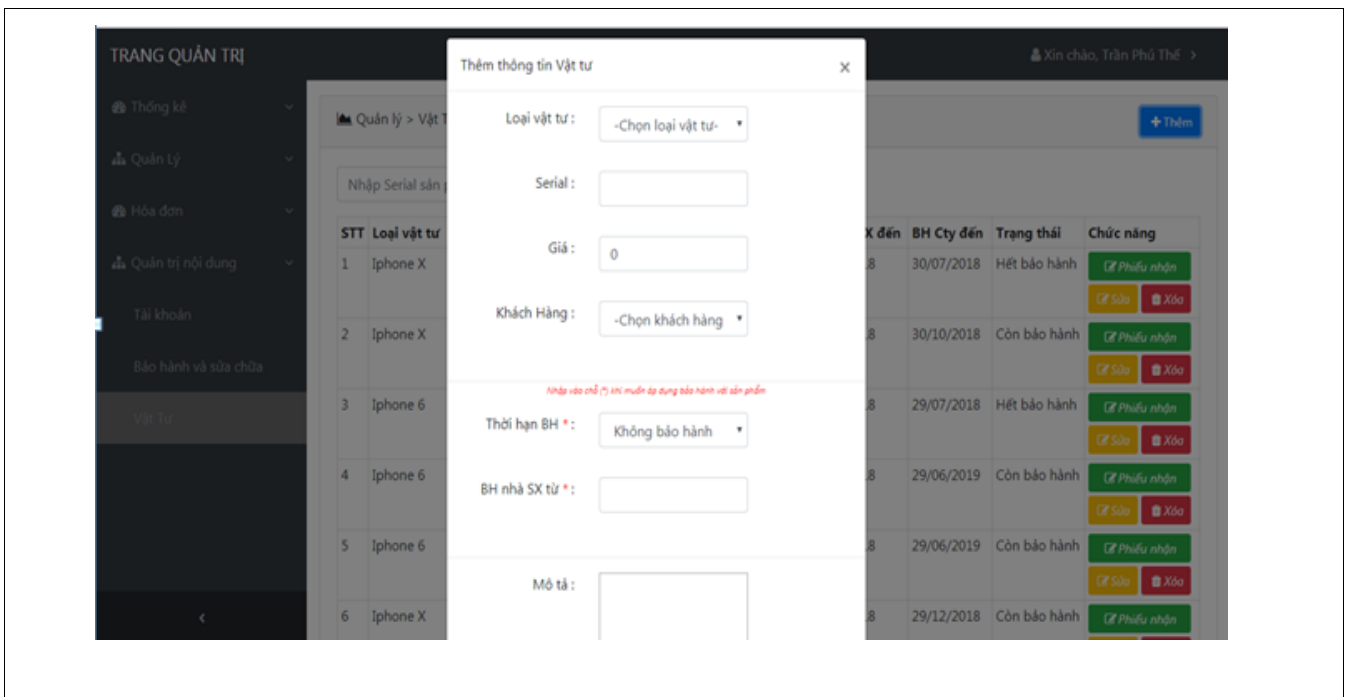 TRANG QUẢN TRỊ
Xin chào, Trần Phú Thế >
Thống kê
Quản Lý
Hóa đơn
Quản trị nội dung
Tài khoản
Bảo hành và sửa chữa
Vật Tư
Quản lý > Vật T
+ Thêm
Nhập Serial sản p
Thêm thông tin Vật tư ×
Loại vật tư : -Chọn loại vật tư-
Serial :
Giá : 0
Khách Hàng : -Chọn khách hàng
Nhập vào chỗ (*) khi muốn áp dụng bảo hành với sản phẩm
Thời hạn BH * : Không bảo hành
BH nhà SX từ * :
Mô tả :
STT Loại vật tư X đến BH Cty đến Trạng thái Chức năng
1 Iphone X 8 30/07/2018 Hết bảo hành Phiếu nhận
Sửa Xóa
2 Iphone X 8 30/10/2018 Còn bảo hành Phiếu nhận
Sửa Xóa
3 Iphone 6 8 29/07/2018 Hết bảo hành Phiếu nhận
Sửa Xóa
4 Iphone 6 8 29/06/2019 Còn bảo hành Phiếu nhận
Sửa Xóa
5 Iphone 6 8 29/06/2019 Còn bảo hành Phiếu nhận
Sửa Xóa
6 Iphone X 8 29/12/2018 Còn bảo hành Phiếu nhận